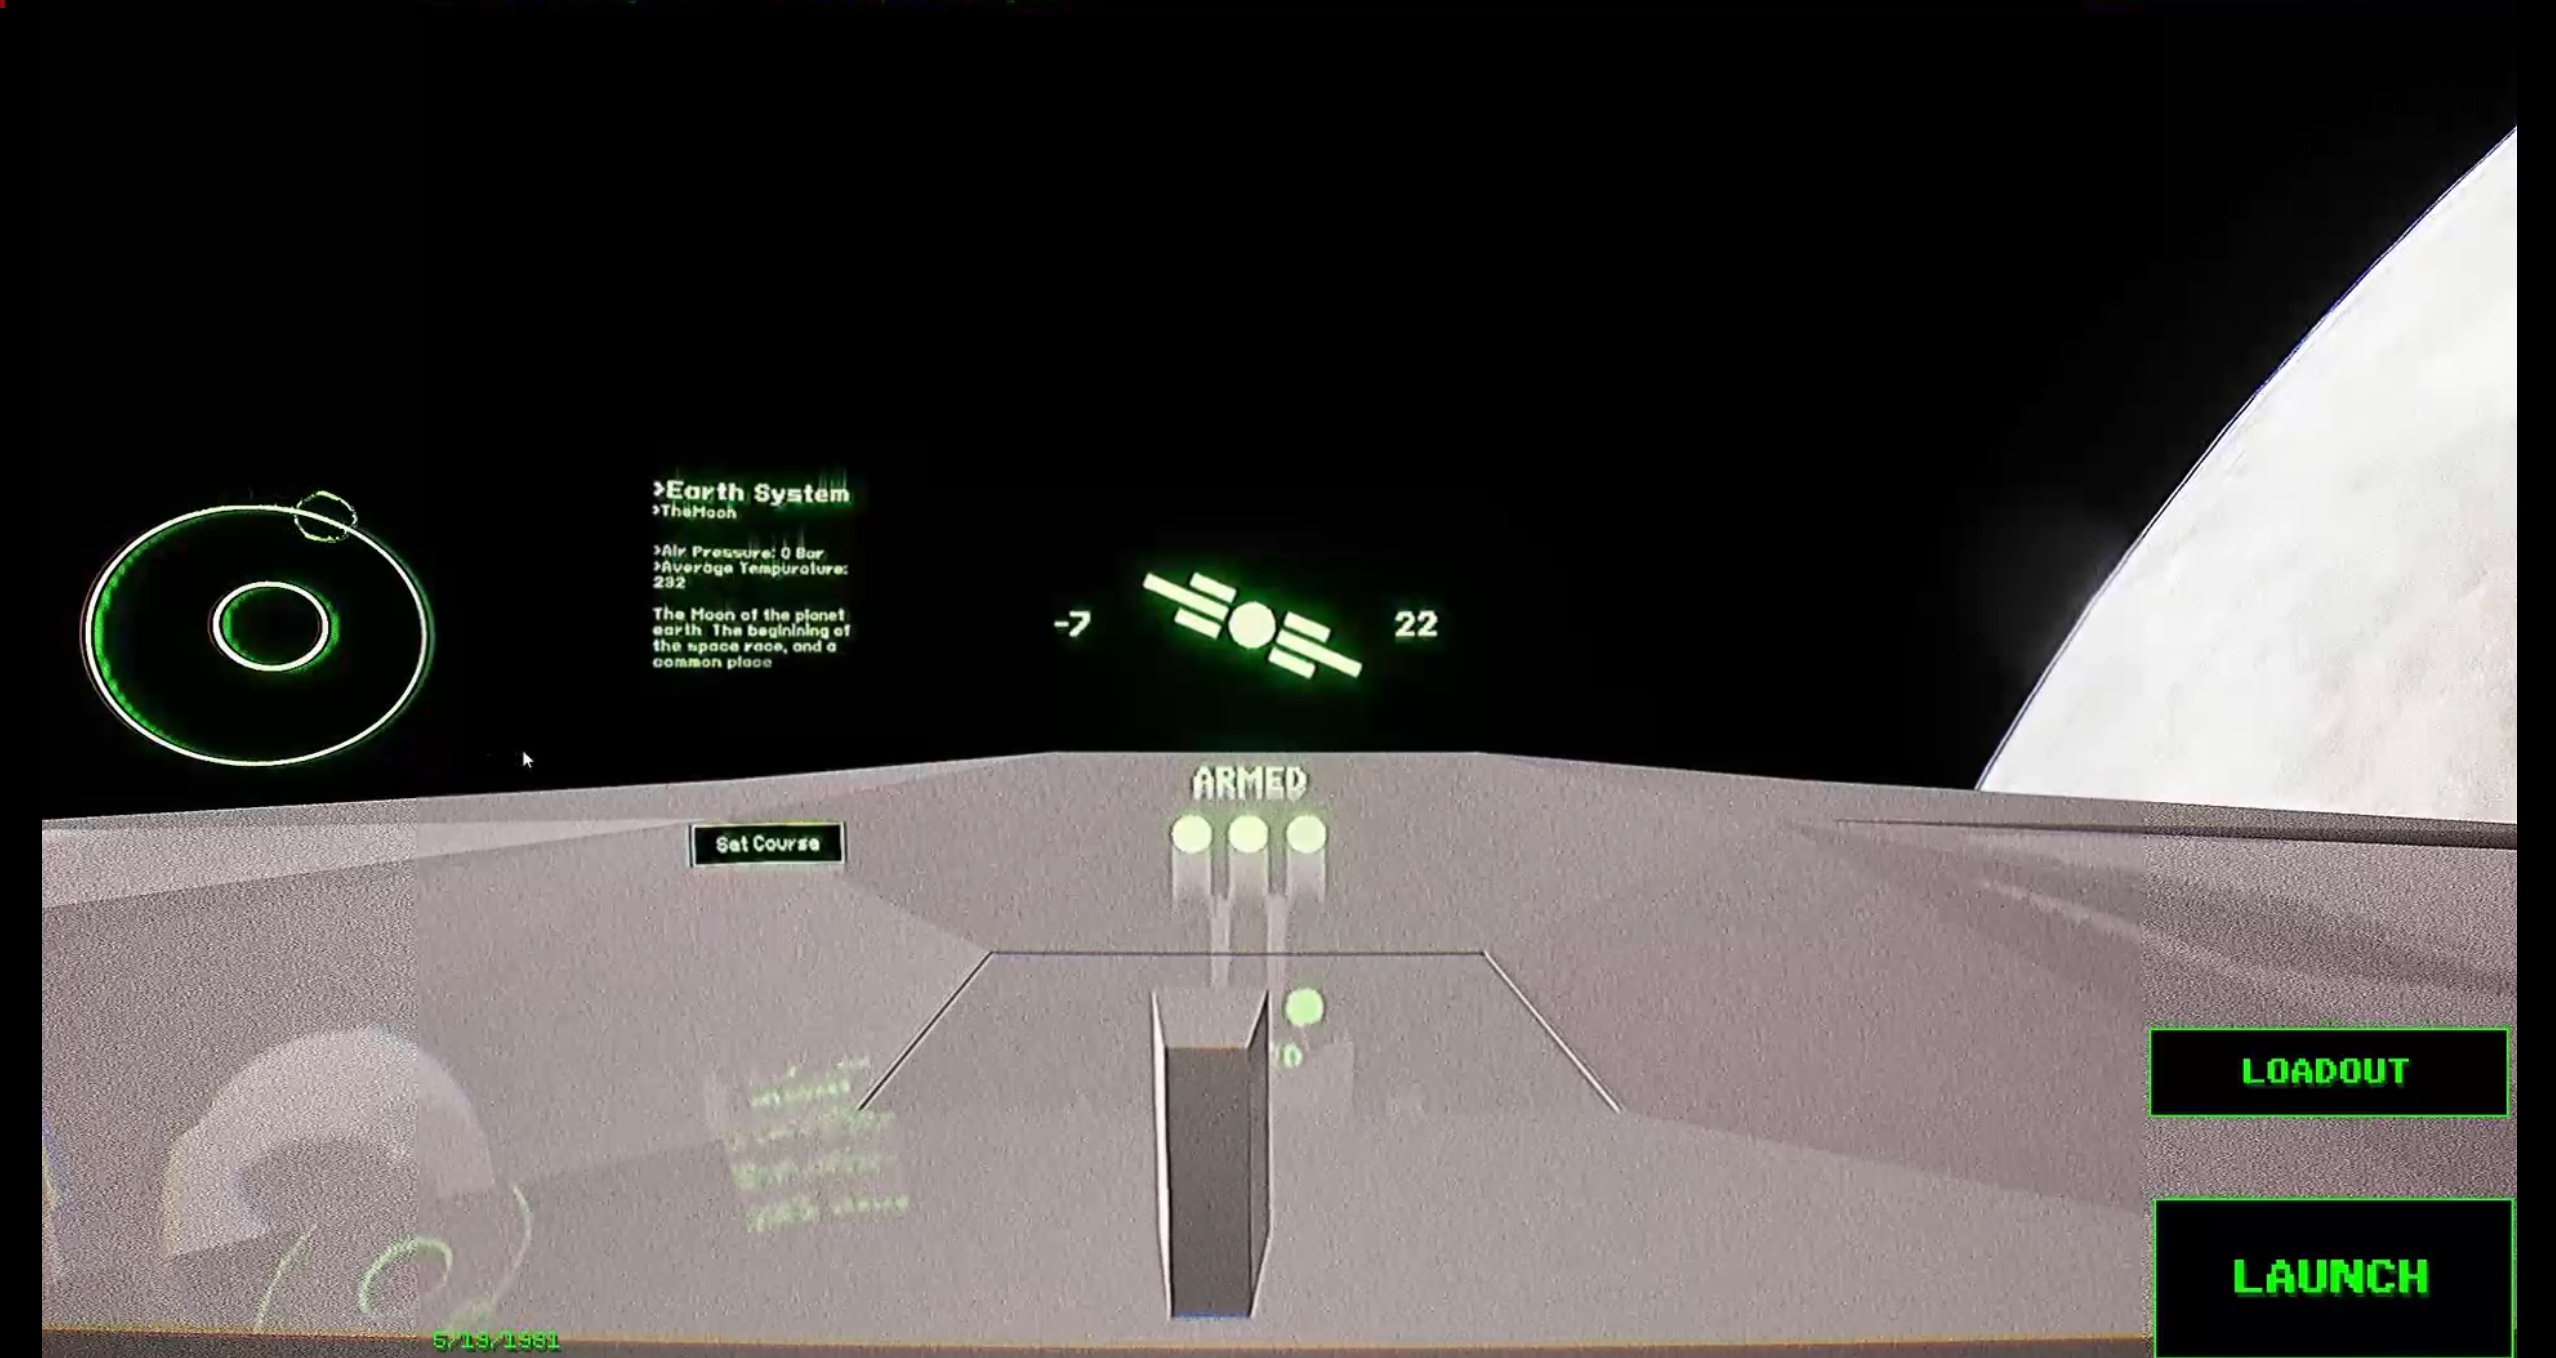 >Earth System
>TheMoon
>Air Pressure: 0 Bar
>Average Tempurature:
232
The Moon of the planet
earth The beginining of
the space race, and a
common place
-7
22
ARMED
Set Course
LOADOUT
LAUNCH
5/19/1981